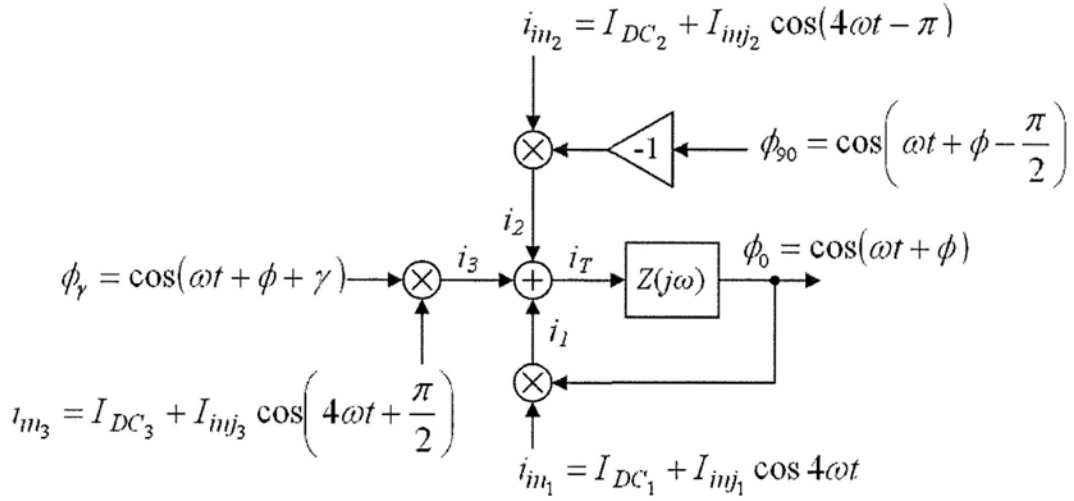 i_{in_2} = I_{DC_2} + I_{inj_2} cos(4ωt − π)
-1
ϕ_{90} = cos(ωt + ϕ − π/2)
i_2
ϕ_γ = cos(ωt + ϕ + γ)
i_3
i_T
Z(jω)
ϕ_0 = cos(ωt + ϕ)
i_1
i_{in_3} = I_{DC_3} + I_{inj_3} cos(4ωt + π/2)
i_{in_1} = I_{DC_1} + I_{inj_1} cos 4ωt